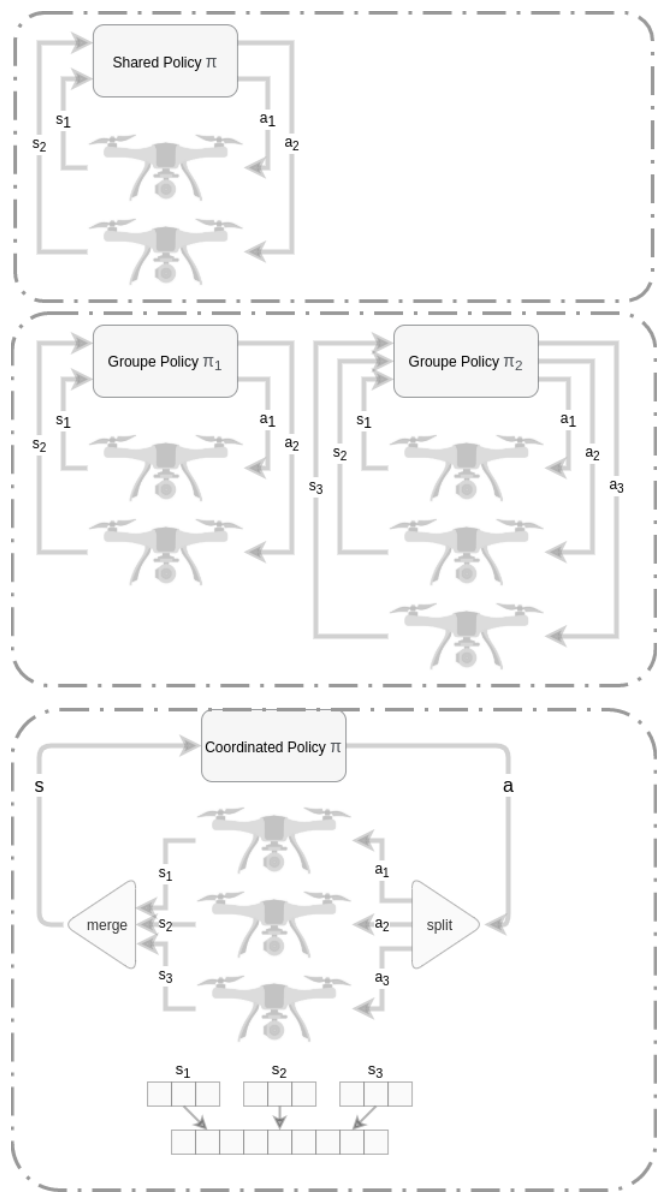 Shared Policy π
s₁
a₁
s₂
a₂
Groupe Policy π₁
s₁
a₁
s₂
a₂
Groupe Policy π₂
s₁
a₁
s₂
a₂
s₃
a₃
Coordinated Policy π
s
a
s₁
a₁
merge
s₂
a₂
split
s₃
a₃
s₁
s₂
s₃